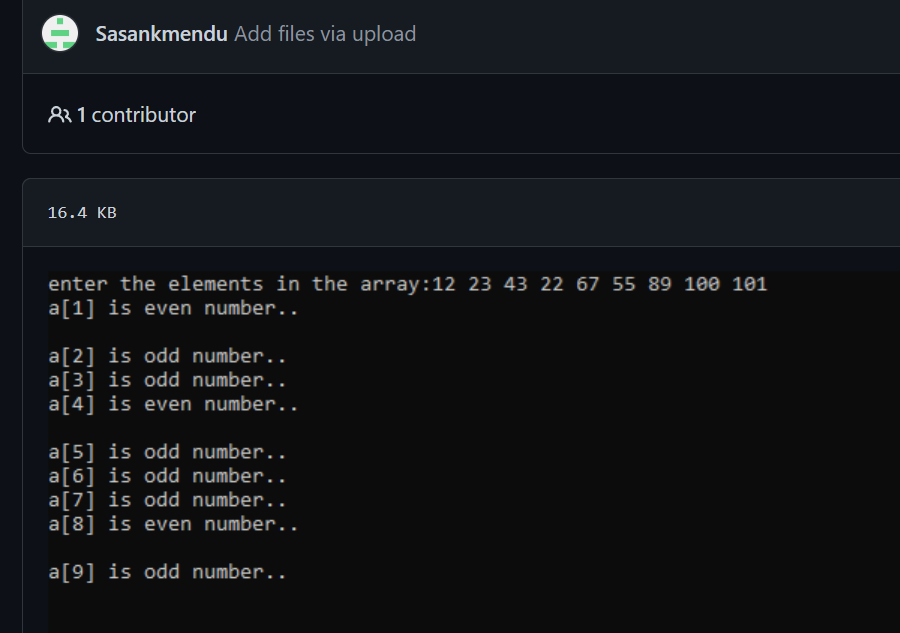 Sasankmendu Add files via upload
1 contributor
16.4 KB
enter the elements in the array:12 23 43 22 67 55 89 100 101
a[1] is even number..
a[2] is odd number..
a[3] is odd number..
a[4] is even number..
a[5] is odd number..
a[6] is odd number..
a[7] is odd number..
a[8] is even number..
a[9] is odd number..